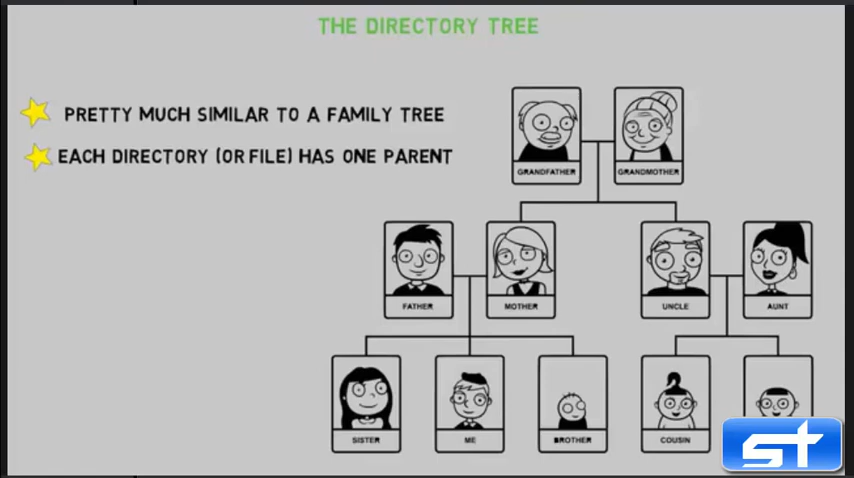 THE DIRECTORY TREE
PRETTY MUCH SIMILAR TO A FAMILY TREE
EACH DIRECTORY (OR FILE) HAS ONE PARENT
GRANDFATHER
GRANDMOTHER
FATHER
MOTHER
UNCLE
AUNT
SISTER
ME
BROTHER
COUSIN
ST